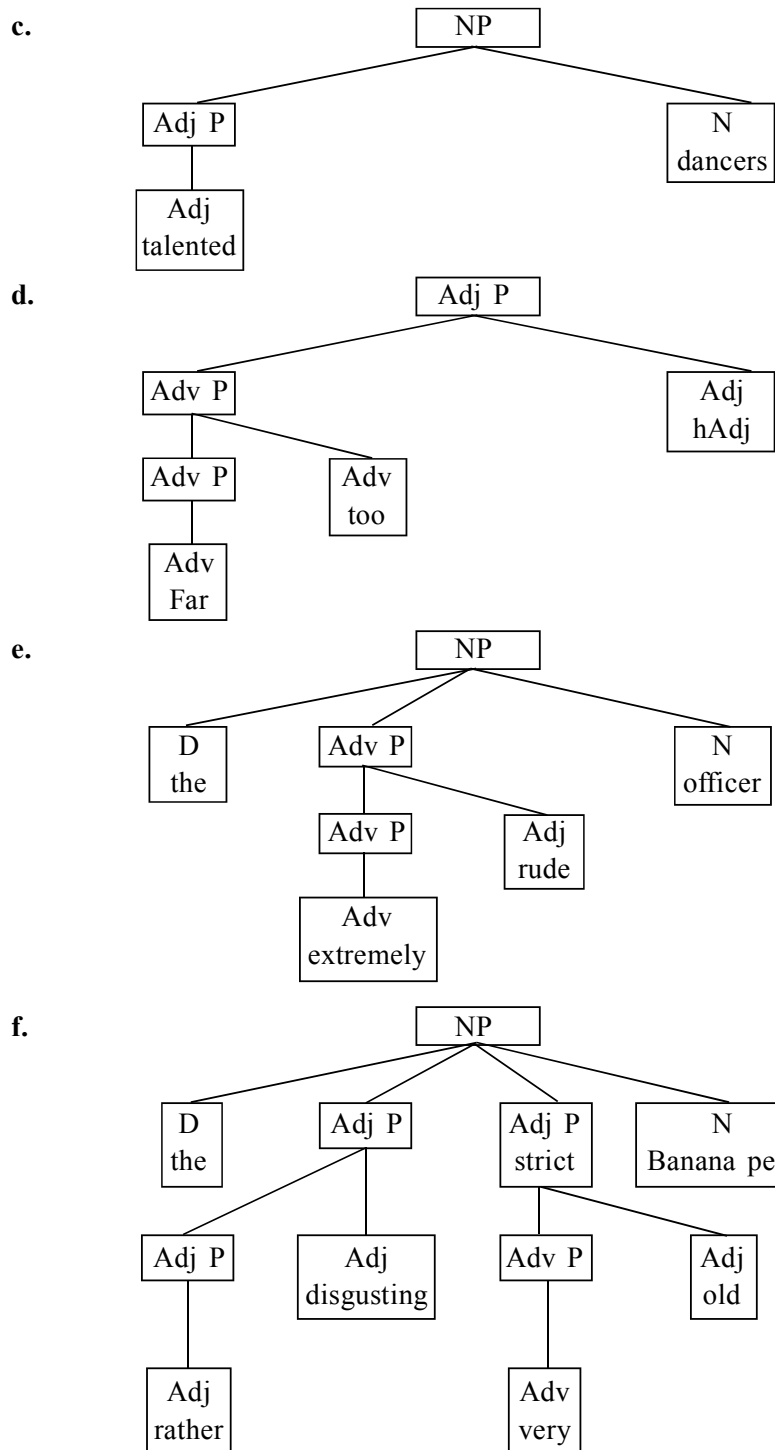 c.
NP
Adj P
N
dancers
Adj
talented
d.
Adj P
Adv P
Adj
hAdj
Adv P
Adv
too
Adv
Far
e.
NP
D
the
Adv P
N
officer
Adv P
Adj
rude
Adv
extremely
f.
NP
D
the
Adj P
Adj P
strict
N
Banana pe
Adj P
Adj
disgusting
Adv P
Adj
old
Adj
rather
Adv
very